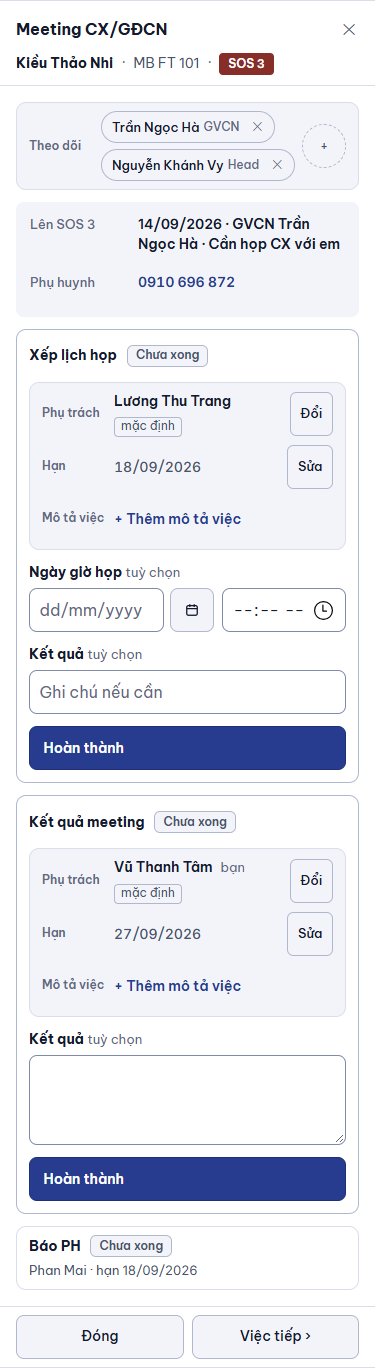 Meeting CX/GĐCN
Kiều Thảo Nhi · MB FT 101 · SOS 3
Theo dõi
Trần Ngọc Hà GVCN
Nguyễn Khánh Vy Head
+
Lên SOS 3
14/09/2026 · GVCN Trần
Ngọc Hà · Cần họp CX với em
Phụ huynh
0910 696 872
Xếp lịch họp Chưa xong
Phụ trách
Lương Thu Trang
mặc định
Đổi
Hạn
18/09/2026
Sửa
Mô tả việc
+ Thêm mô tả việc
Ngày giờ họp tuỳ chọn
dd/mm/yyyy
--:-- --
Kết quả tuỳ chọn
Ghi chú nếu cần
Hoàn thành
Kết quả meeting Chưa xong
Phụ trách
Vũ Thanh Tâm bạn
mặc định
Đổi
Hạn
27/09/2026
Sửa
Mô tả việc
+ Thêm mô tả việc
Kết quả tuỳ chọn
Hoàn thành
Báo PH Chưa xong
Phan Mai · hạn 18/09/2026
Đóng
Việc tiếp ›